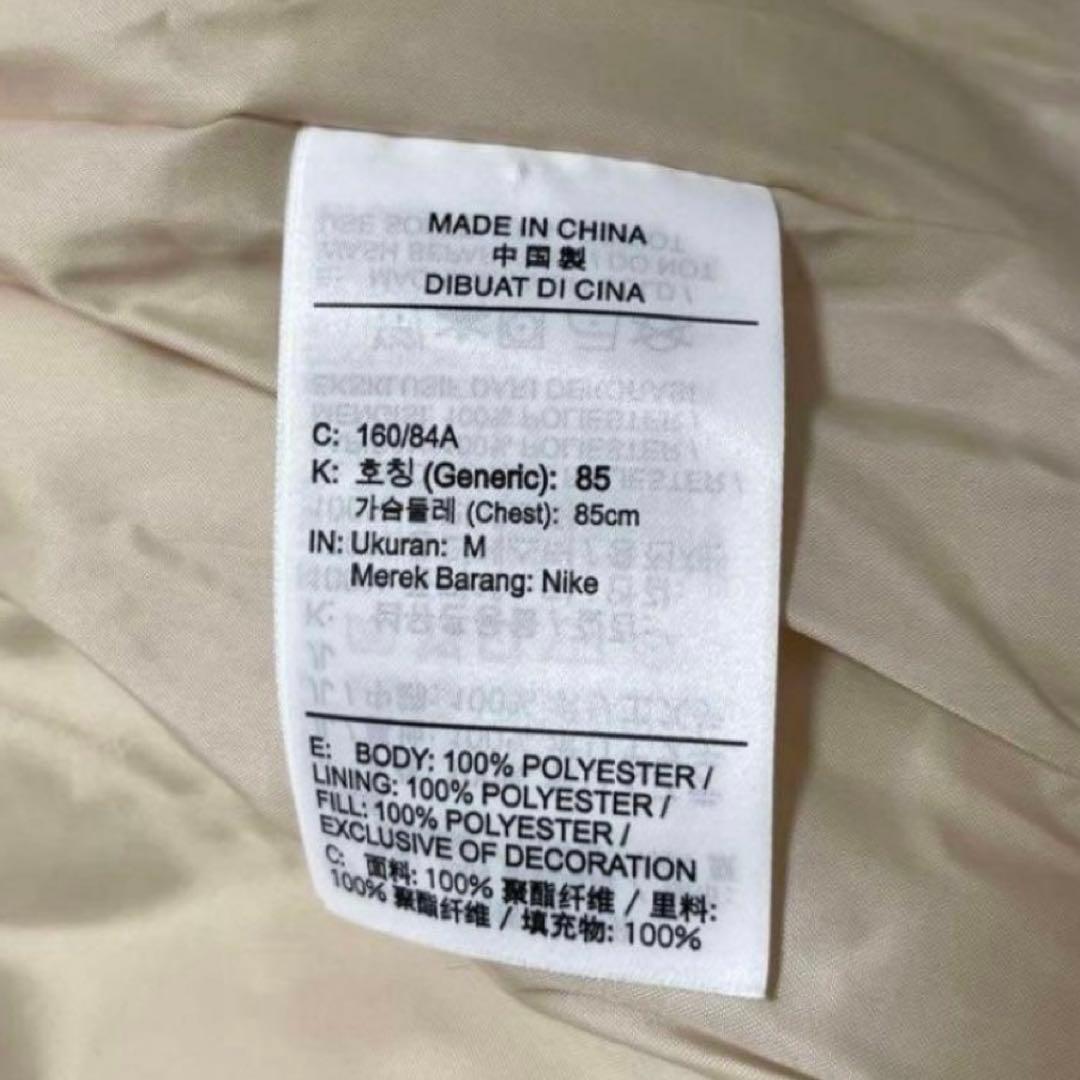 MADE IN CHINA
中国製
DIBUAT DI CINA
C: 160/84A
K: 호칭 (Generic): 85
가슴둘레 (Chest): 85cm
IN: Ukuran: M
Merek Barang: Nike
E: BODY: 100% POLYESTER /
LINING: 100% POLYESTER /
FILL: 100% POLYESTER /
EXCLUSIVE OF DECORATION
C: 面料: 100% 聚酯纤维 / 里料:
100% 聚酯纤维 / 填充物: 100%